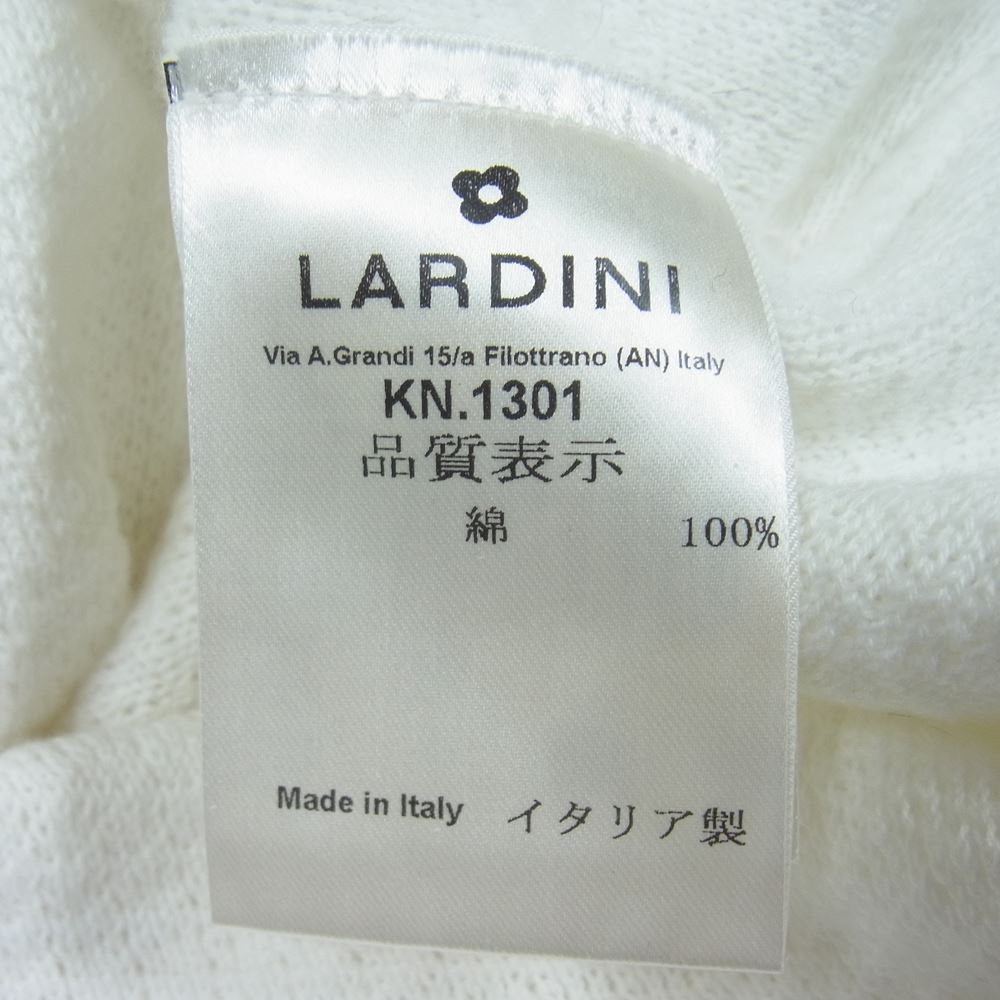 LARDINI
Via A.Grandi 15/a Filottrano (AN) Italy
KN.1301
品質表示
綿 100%
Made in Italy イタリア製